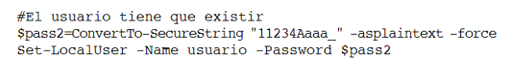 #El usuario tiene que existir
$pass2=ConvertTo-SecureString "11234Aaaa_" -asplaintext -force
Set-LocalUser -Name usuario -Password $pass2